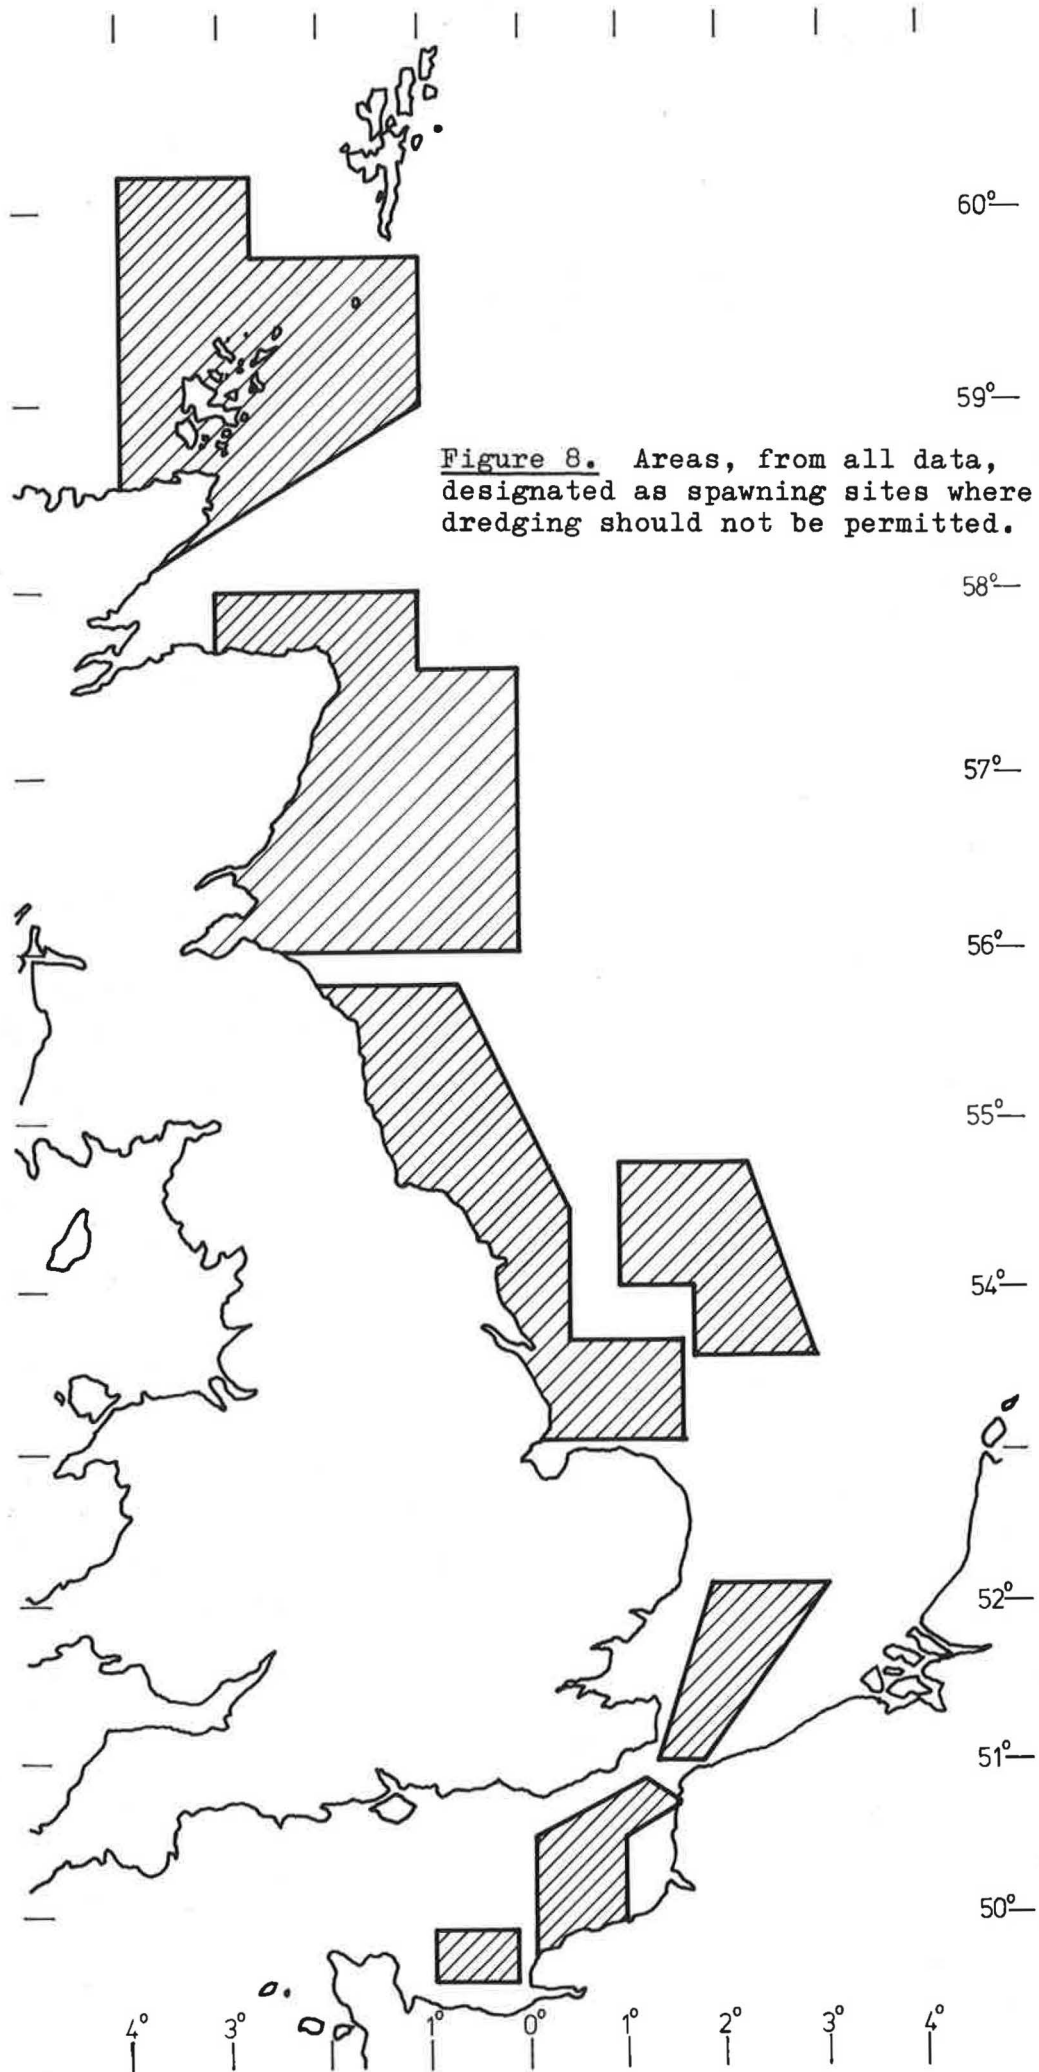 60°
59°
Figure 8. Areas, from all data,
designated as spawning sites where
dredging should not be permitted.
58°
57°
56°
55°
54°
52°
51°
50°
4° 3° 1° 0° 1° 2° 3° 4°